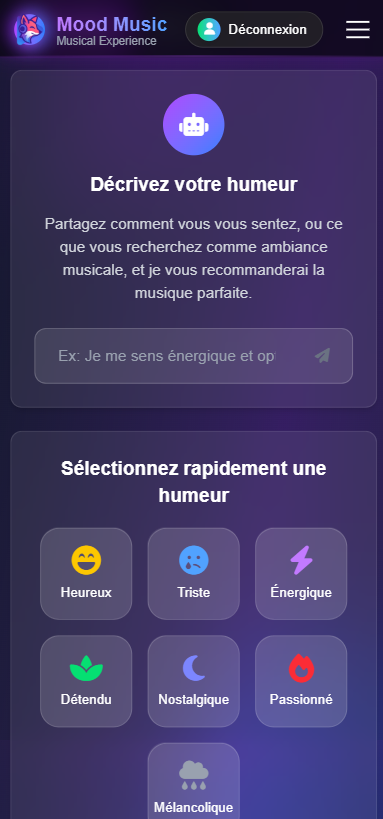 Mood Music
Musical Experience
Déconnexion
Décrivez votre humeur
Partagez comment vous vous sentez, ou ce
que vous recherchez comme ambiance
musicale, et je vous recommanderai la
musique parfaite.
Ex: Je me sens énergique et op
Sélectionnez rapidement une
humeur
Heureux
Triste
Énergique
Détendu
Nostalgique
Passionné
Mélancolique